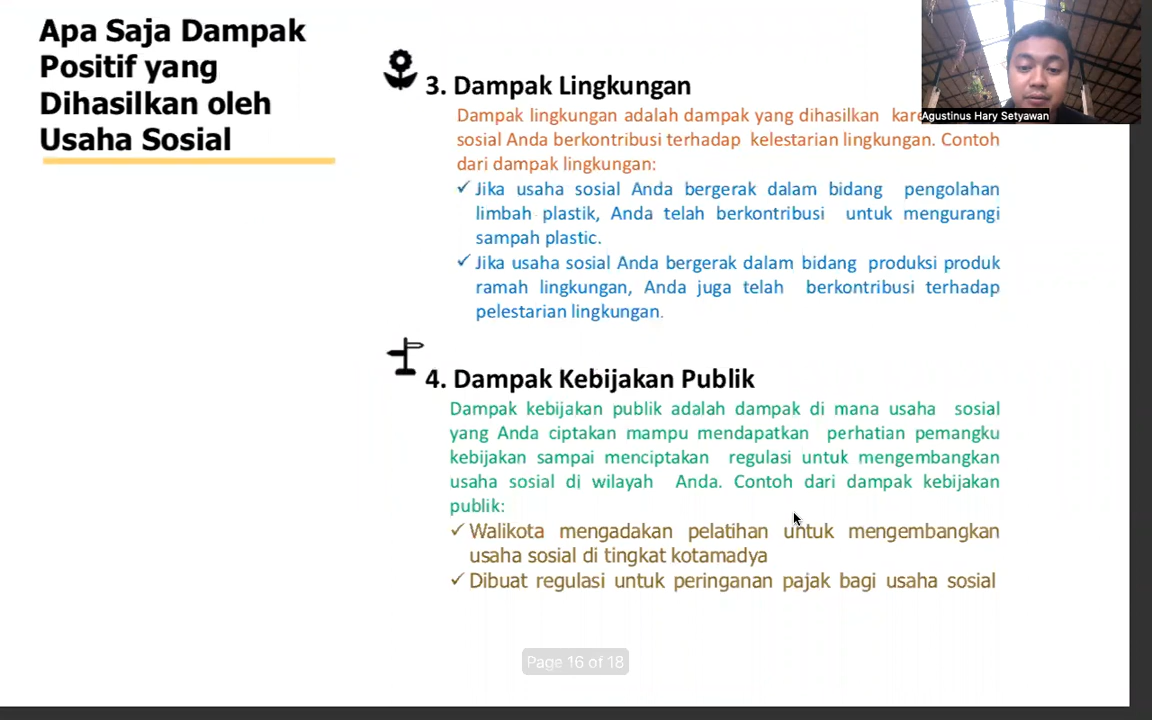 Apa Saja Dampak
Positif yang
Dihasilkan oleh
Usaha Sosial
3. Dampak Lingkungan
Dampak lingkungan adalah dampak yang dihasilkan
sosial Anda berkontribusi terhadap kelestarian lingkungan. Contoh
dari dampak lingkungan:
✓ Jika usaha sosial Anda bergerak dalam bidang pengolahan
limbah plastik, Anda telah berkontribusi untuk mengurangi
sampah plastic.
✓ Jika usaha sosial Anda bergerak dalam bidang produksi produk
ramah lingkungan, Anda juga telah berkontribusi terhadap
pelestarian lingkungan.
4. Dampak Kebijakan Publik
Dampak kebijakan publik adalah dampak di mana usaha sosial
yang Anda ciptakan mampu mendapatkan perhatian pemangku
kebijakan sampai menciptakan regulasi untuk mengembangkan
usaha sosial di wilayah Anda. Contoh dari dampak kebijakan
publik:
✓ Walikota mengadakan pelatihan untuk mengembangkan
usaha sosial di tingkat kotamadya
✓ Dibuat regulasi untuk peringanan pajak bagi usaha sosial
Agustinus Hary Setyawan
Page 16 of 18